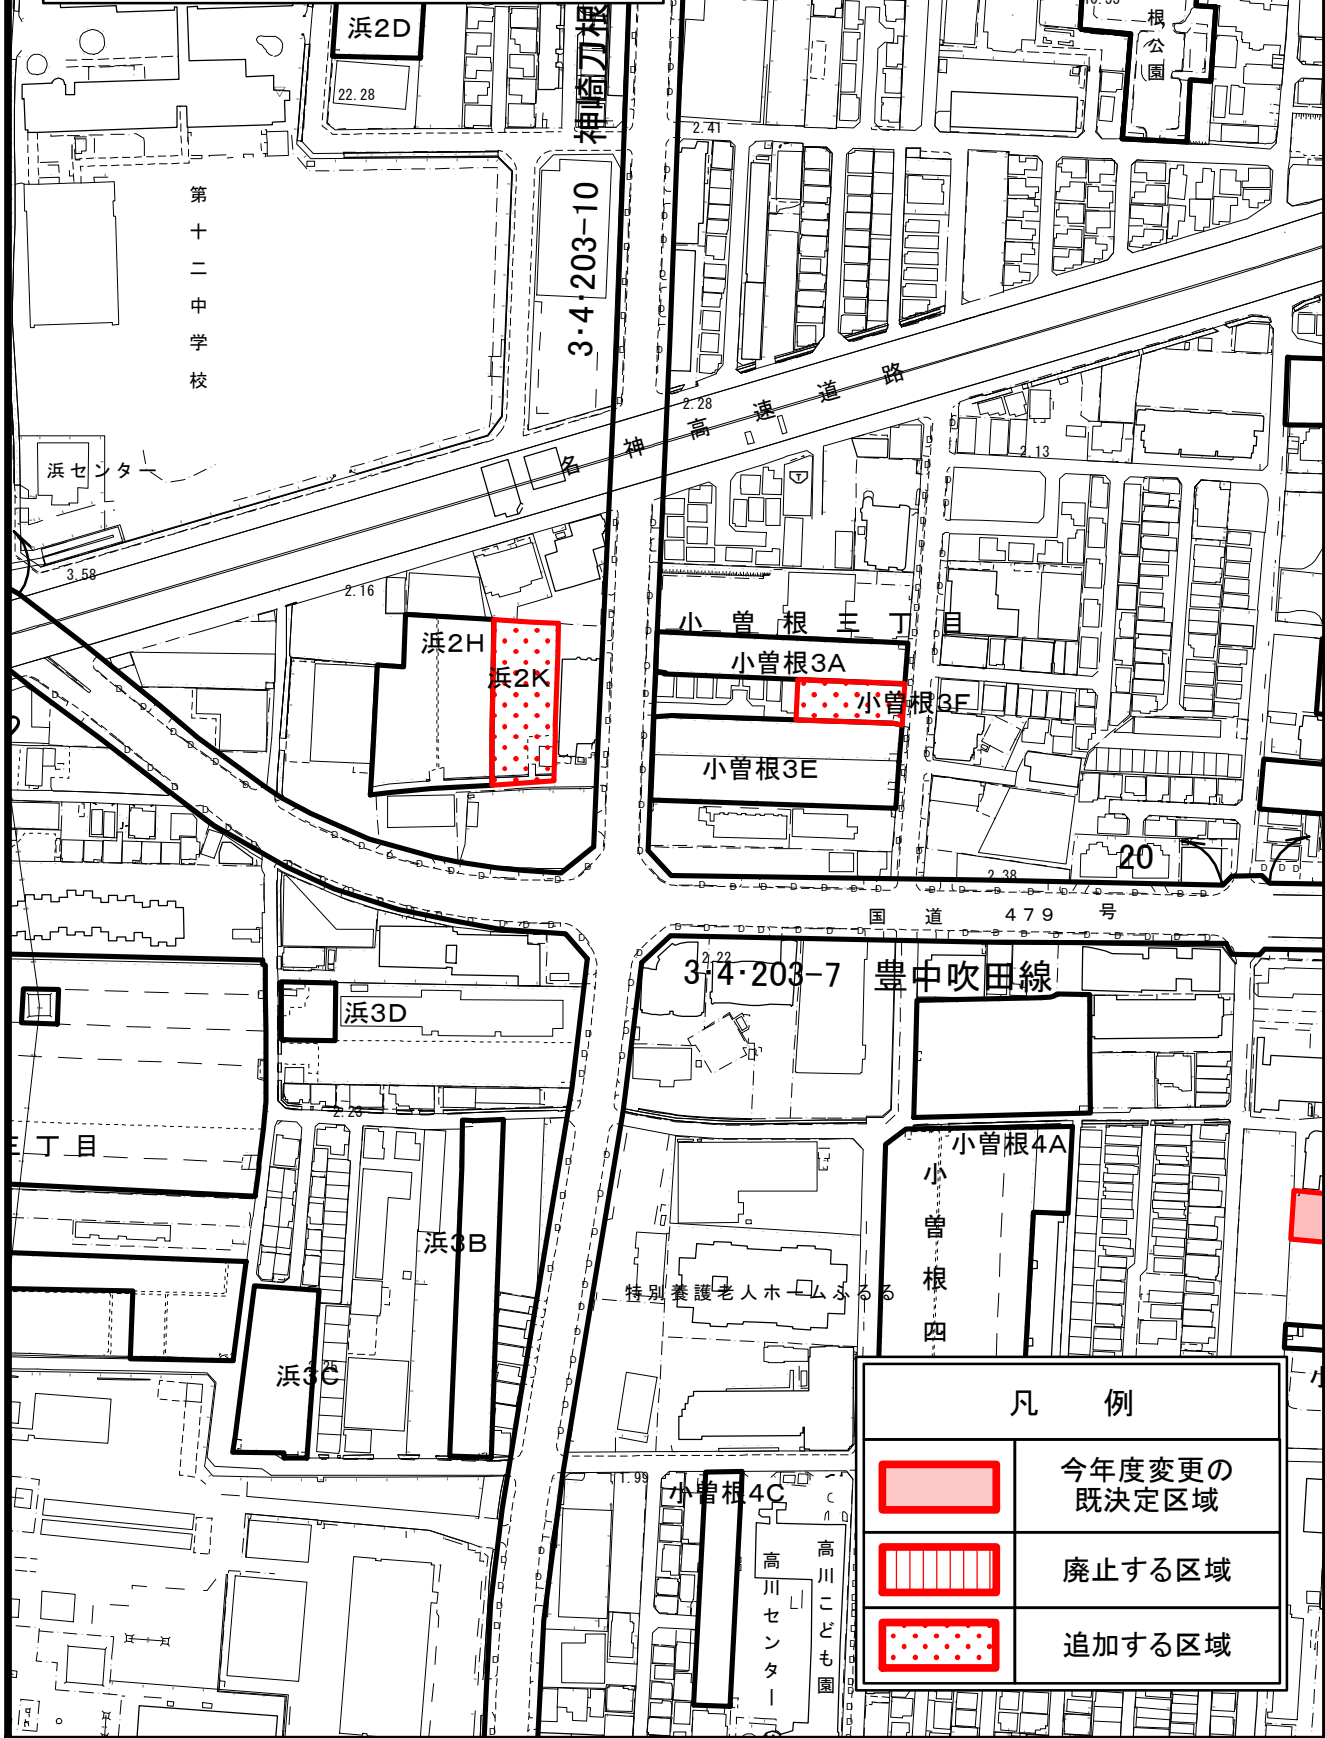 浜2D
22.28
3・4・203-10 神崎刀根
根公園
2.41
第十二中学校
名神高速道路
2.28
2.13
浜センター
3.58
2.16
小曽根三丁目
浜2H
浜2K
小曽根3A
小曽根3F
小曽根3E
20
2.38
国道479号
2.22
3・4・203-7 豊中吹田線
浜3D
2.23
三丁目
小曽根4A
小曽根四
浜3B
特別養護老人ホームふるる
浜3C
1.99
小曽根4C
高川センター
高川こども園
凡 例
今年度変更の
既決定区域
廃止する区域
追加する区域